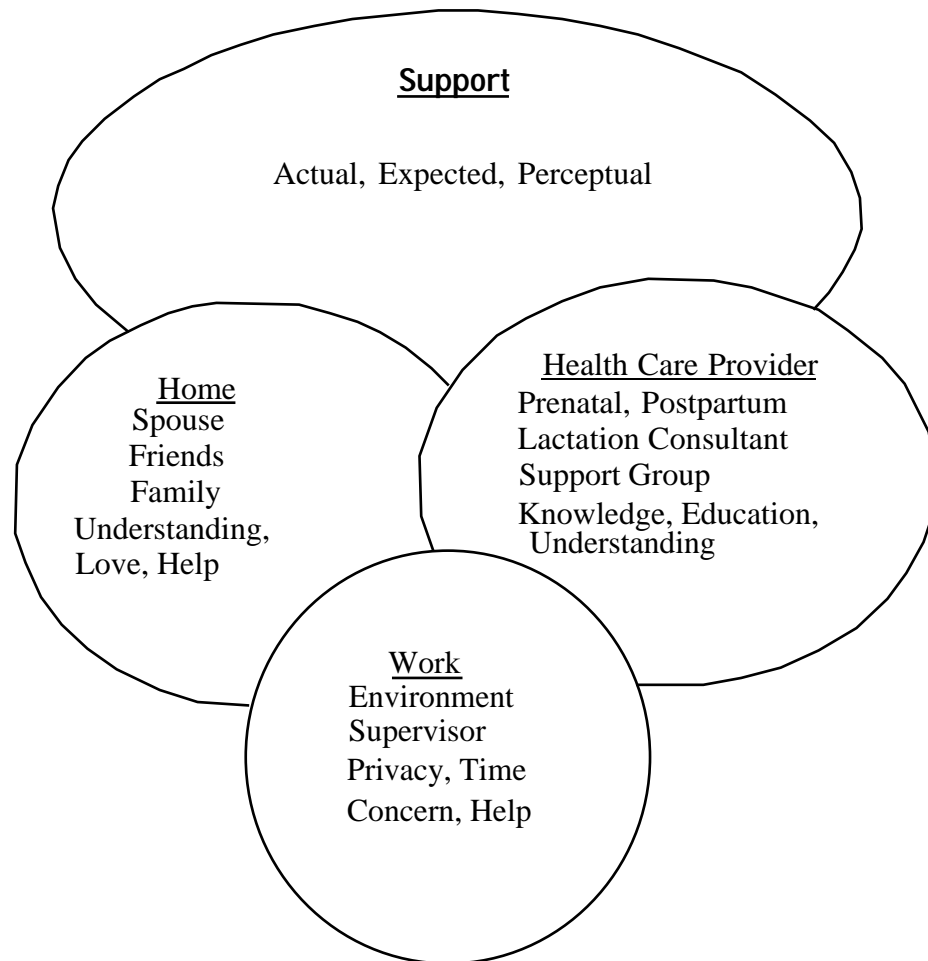 Support
Actual, Expected, Perceptual
Home
Spouse
Friends
Family
Understanding,
Love, Help
Health Care Provider
Prenatal, Postpartum
Lactation Consultant
Support Group
Knowledge, Education,
Understanding
Work
Environment
Supervisor
Privacy, Time
Concern, Help